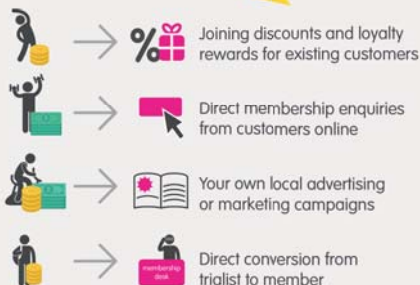 %
Joining discounts and loyalty
rewards for existing customers
Direct membership enquiries
from customers online
Your own local advertising
or marketing campaigns
membership
desk
Direct conversion from
trialist to member